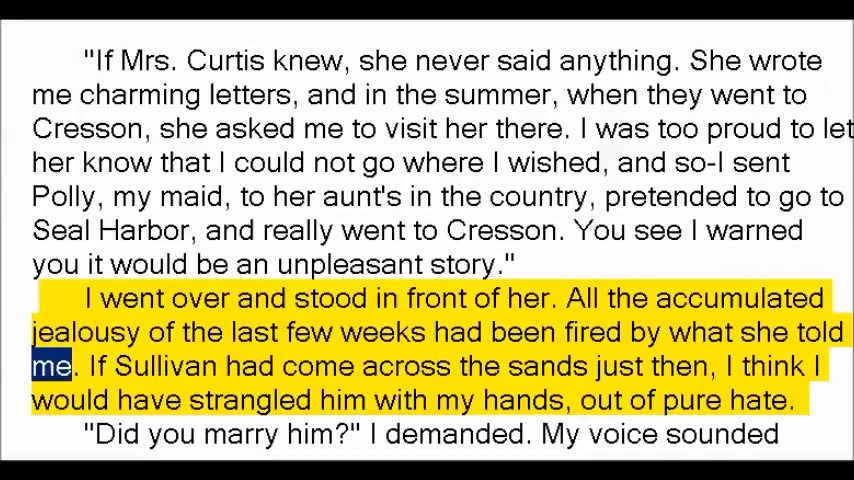 "If Mrs. Curtis knew, she never said anything. She wrote
me charming letters, and in the summer, when they went to
Cresson, she asked me to visit her there. I was too proud to let
her know that I could not go where I wished, and so-I sent
Polly, my maid, to her aunt's in the country, pretended to go to
Seal Harbor, and really went to Cresson. You see I warned
you it would be an unpleasant story."
I went over and stood in front of her. All the accumulated
jealousy of the last few weeks had been fired by what she told
me. If Sullivan had come across the sands just then, I think I
would have strangled him with my hands, out of pure hate.
"Did you marry him?" I demanded. My voice sounded